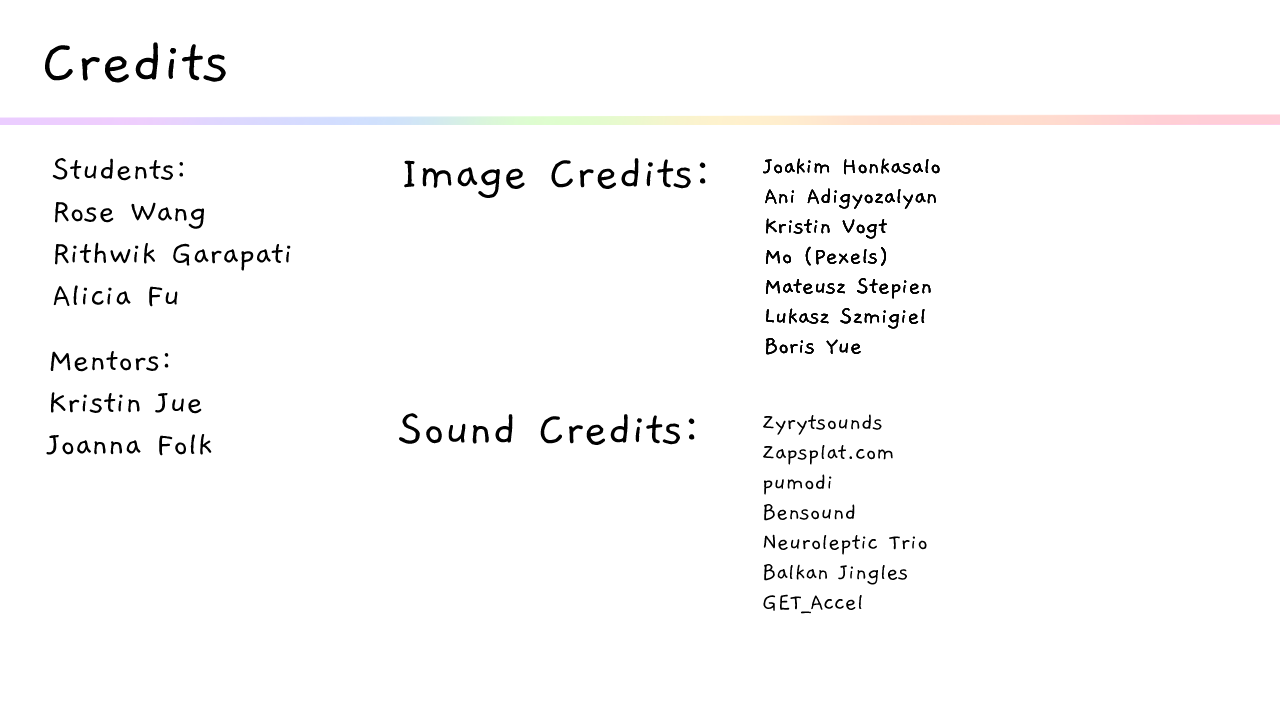 Credits
Students:
Rose Wang
Rithwik Garapati
Alicia Fu
Mentors:
Kristin Jue
Joanna Folk
Image Credits:
Joakim Honkasalo
Ani Adigyozalyan
Kristin Vogt
Mo (Pexels)
Mateusz Stepien
Lukasz Szmigiel
Boris Yue
Sound Credits:
Zyrytsounds
Zapsplat.com
pumodi
Bensound
Neuroleptic Trio
Balkan Jingles
GET_Accel